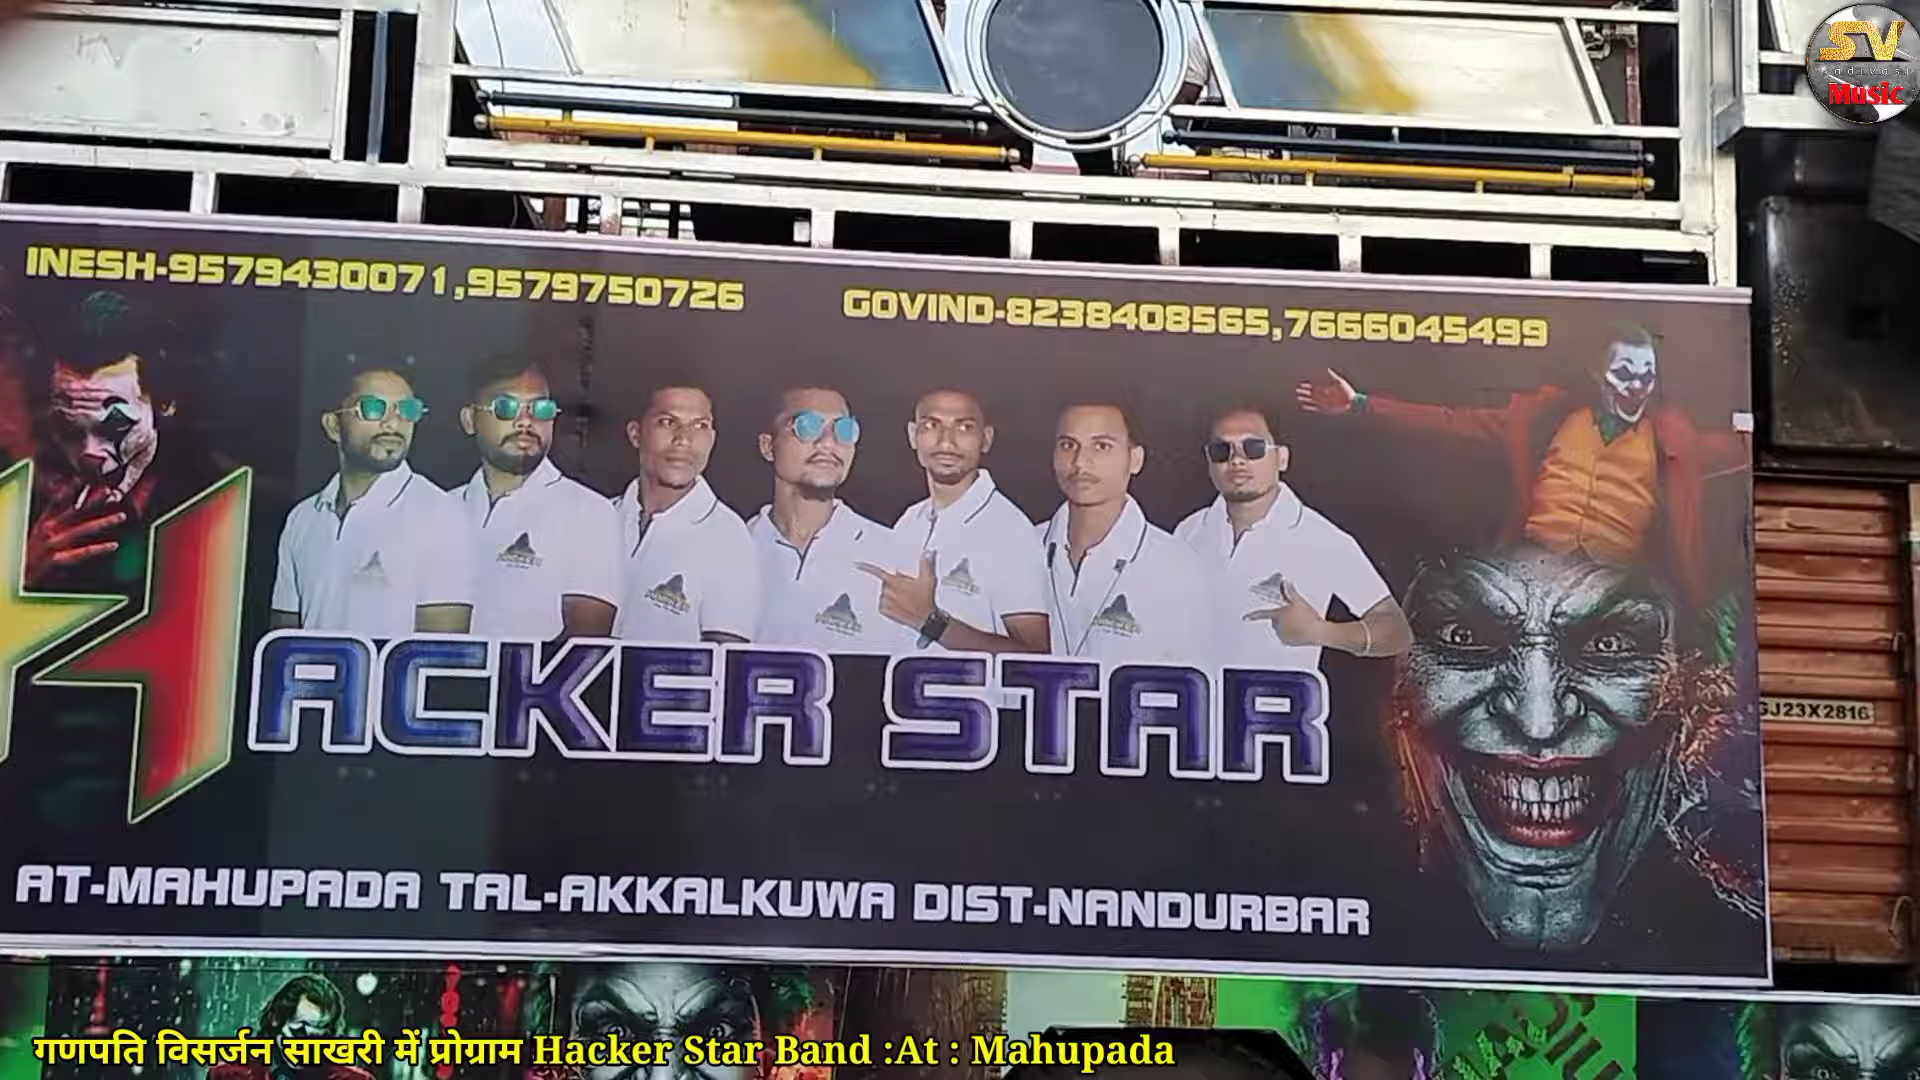 SV
Aadivasi
Music
INESH-9579430071,9579750726
GOVIND-8238408565,7666045499
HACKER STAR
AT-MAHUPADA TAL-AKKALKUWA DIST-NANDURBAR
GJ23X2816
गणपति विसर्जन साखरी में प्रोग्राम Hacker Star Band :At : Mahupada